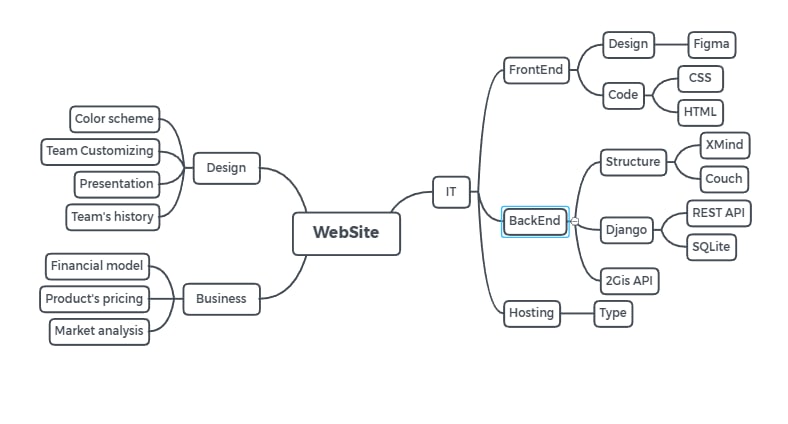 WebSite
Design
Color scheme
Team Customizing
Presentation
Team's history
Business
Financial model
Product's pricing
Market analysis
IT
FrontEnd
Design
Figma
Code
CSS
HTML
BackEnd
Structure
XMind
Couch
Django
REST API
SQLite
2Gis API
Hosting
Type